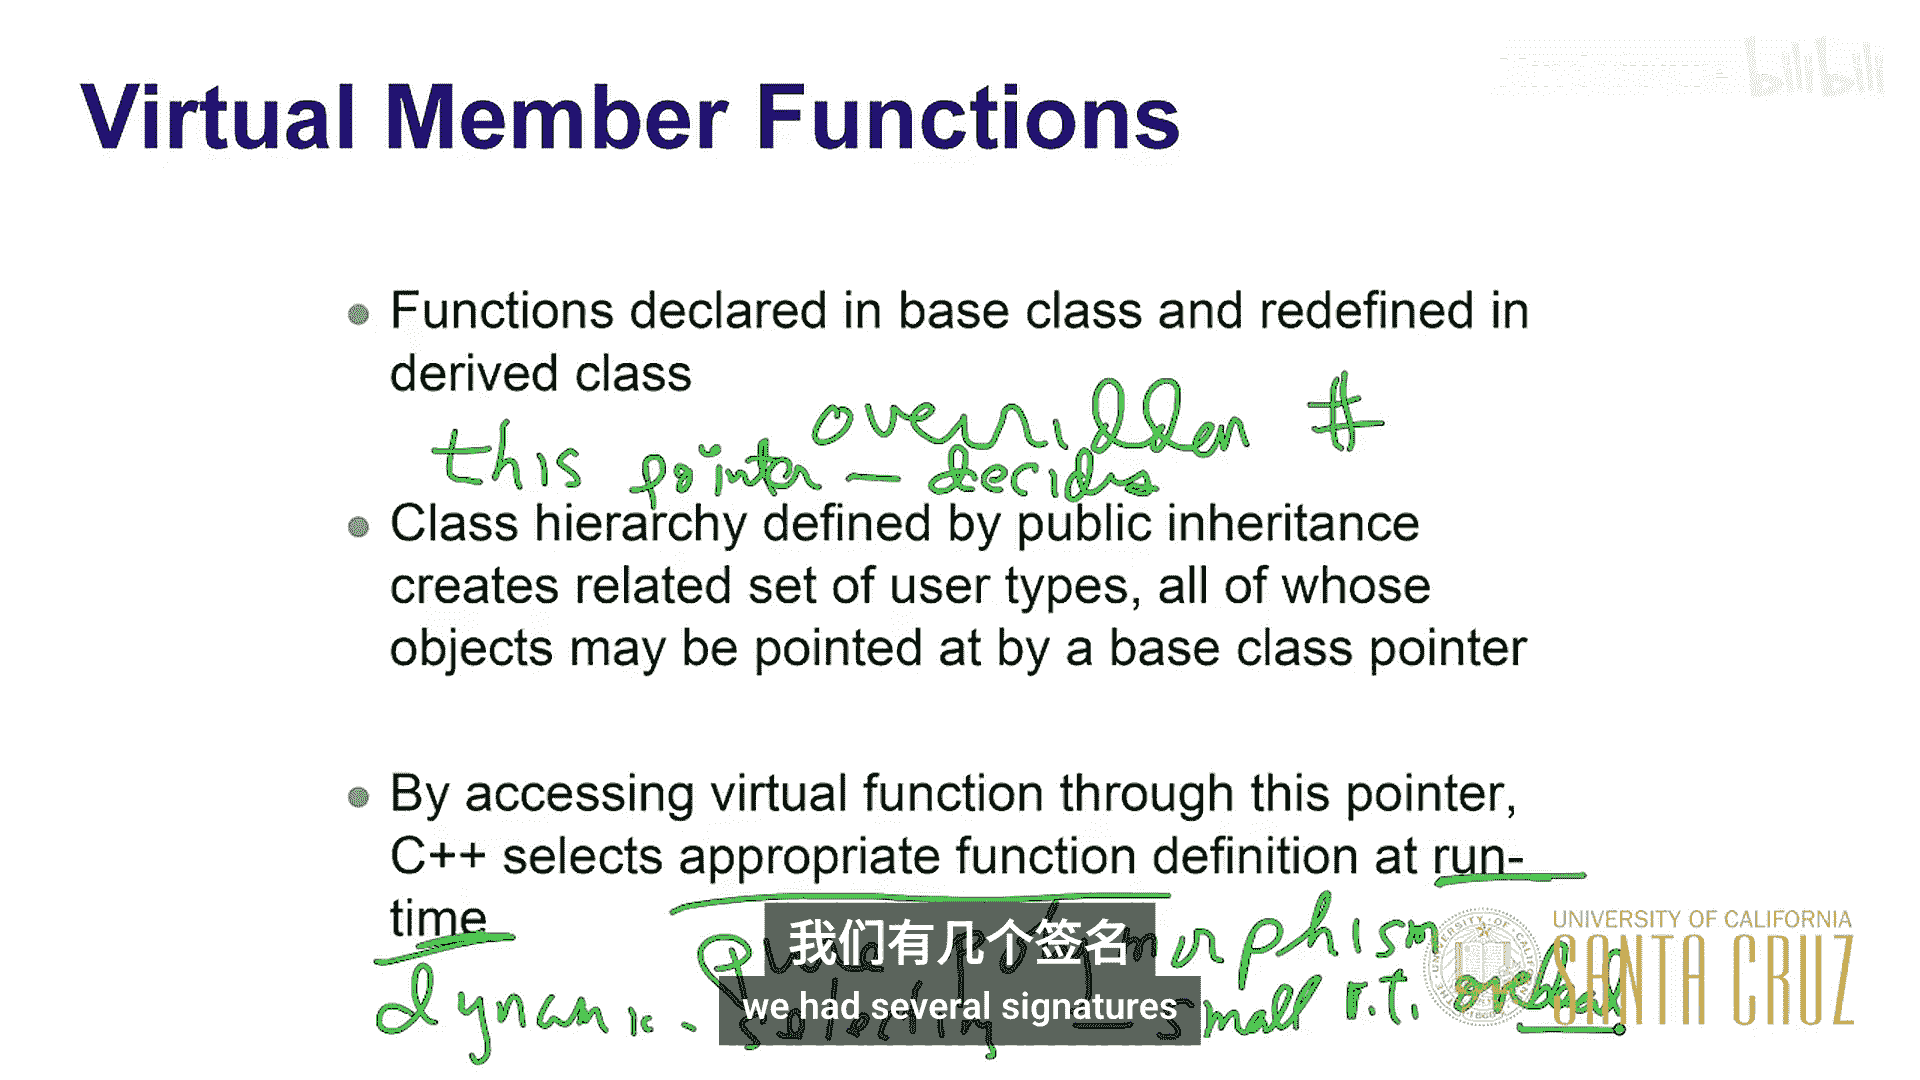 bilibili
Virtual Member Functions
• Functions declared in base class and redefined in
derived class
overridden #
this pointer — decides
• Class hierarchy defined by public inheritance
creates related set of user types, all of whose
objects may be pointed at by a base class pointer
• By accessing virtual function through this pointer,
C++ selects appropriate function definition at run-
time
我们有几个签名
we had several signatures
dynamic. small r.t. overhead
UNIVERSITY OF CALIFORNIA
SANTA CRUZ